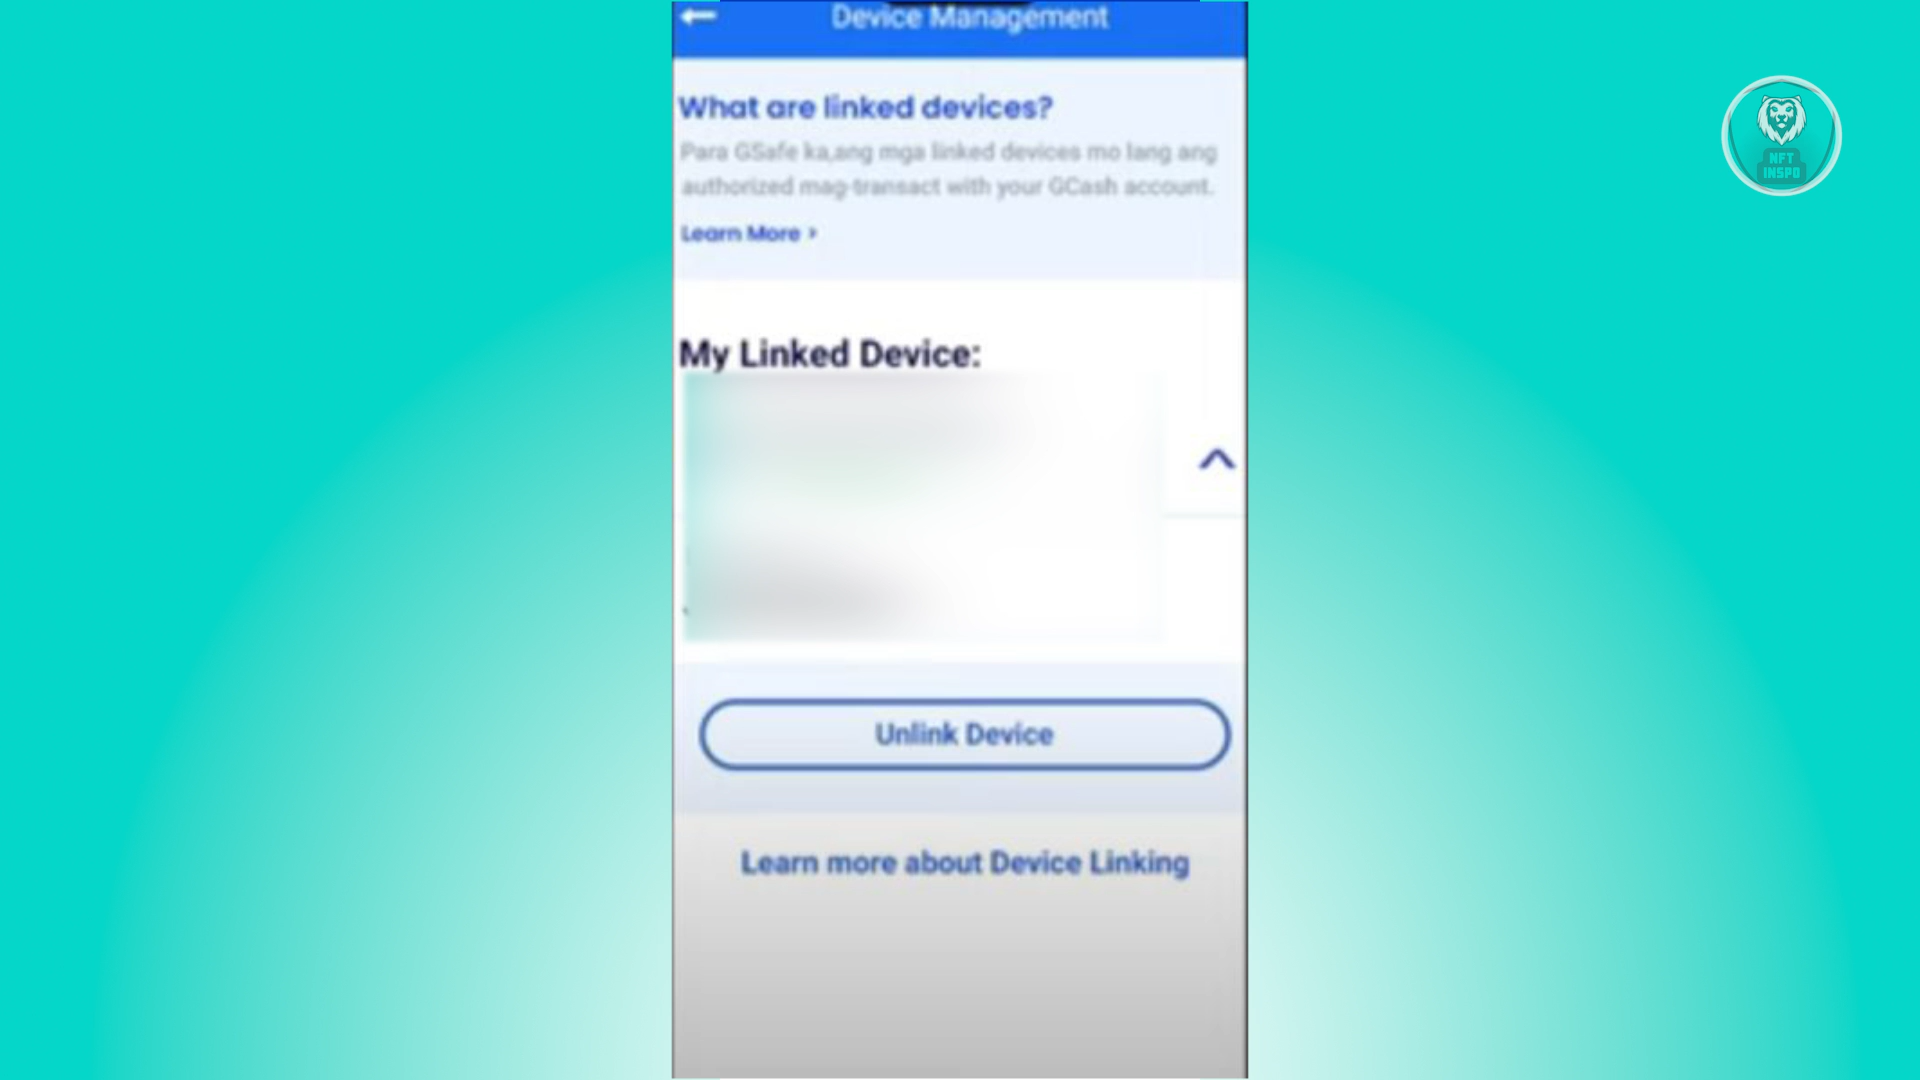 Device Management
What are linked devices?
Para GSafe ka,ang mga linked devices mo lang ang
authorized mag-transact with your GCash account.
Learn More >
My Linked Device:
Unlink Device
Learn more about Device Linking
NFT
INSPO